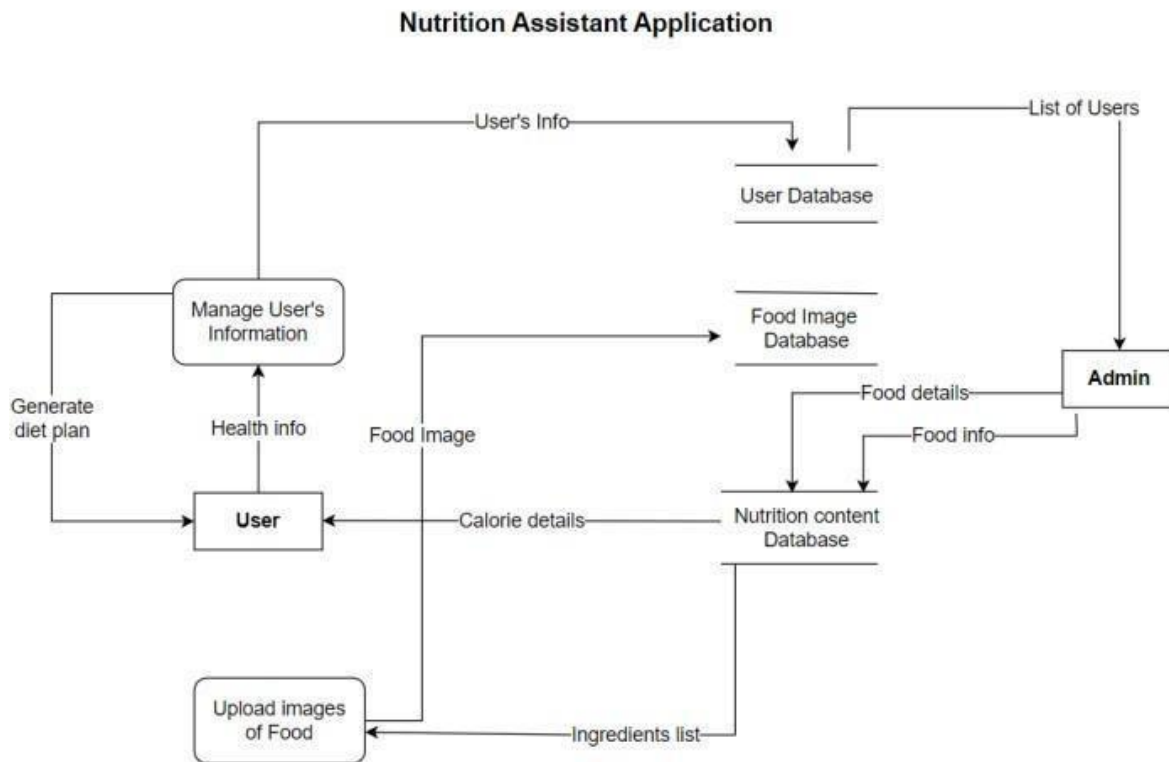 Nutrition Assistant Application
User's Info
List of Users
User Database
Manage User's
Information
Food Image
Database
Admin
Food details
Generate
diet plan
Health info
Food Image
Food info
User
Calorie details
Nutrition content
Database
Upload images
of Food
Ingredients list